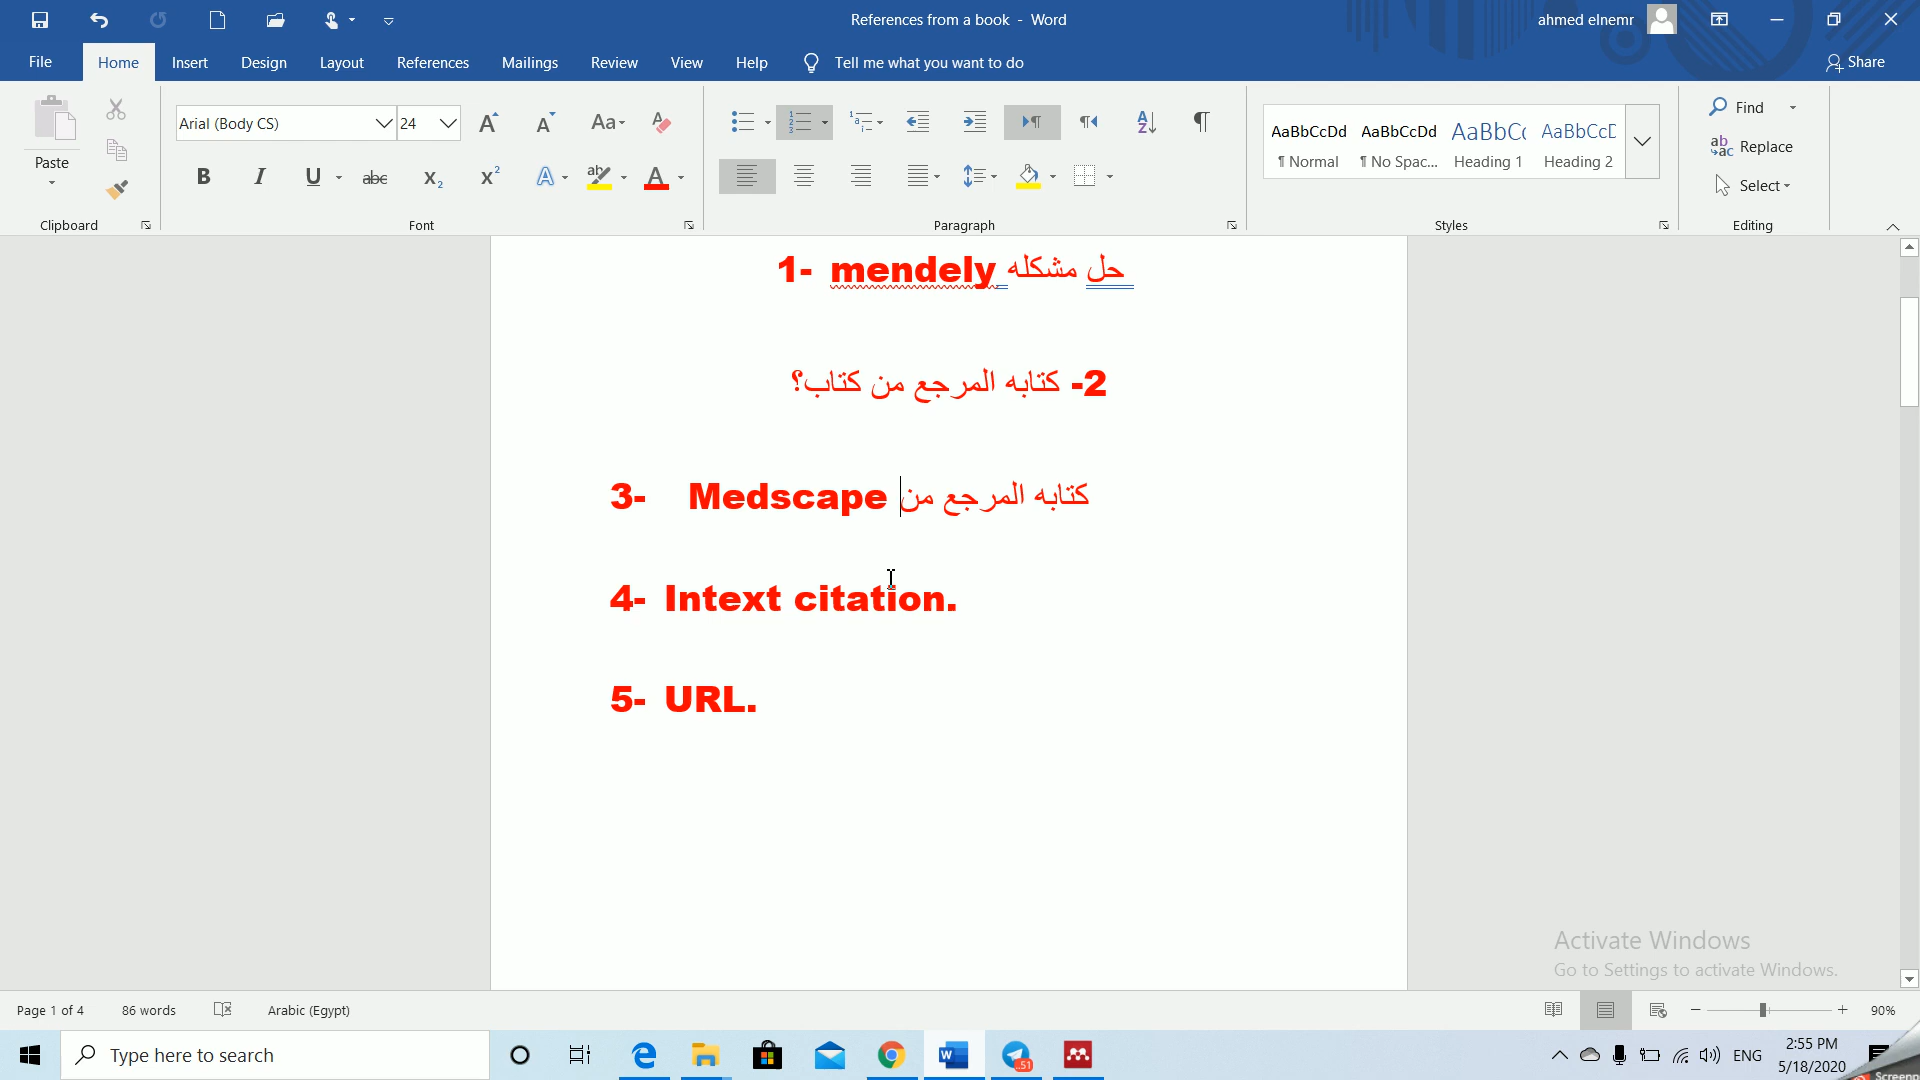 References from a book - Word
ahmed elnemr
File Home Insert Design Layout References Mailings Review View Help Tell me what you want to do Share
Paste
Clipboard
Arial (Body CS) 24
Font
Paragraph
AaBbCcDd AaBbCcDd AaBbCc AaBbCcD
¶ Normal ¶ No Spac... Heading 1 Heading 2
Styles
Find
Replace
Select
Editing
1- mendely حل مشكله
2- كتابه المرجع من كتاب؟
3- Medscape كتابه المرجع من
4- Intext citation.
5- URL.
Activate Windows
Go to Settings to activate Windows.
Page 1 of 4 86 words Arabic (Egypt) 90%
Type here to search
51
ENG
2:55 PM
5/18/2020